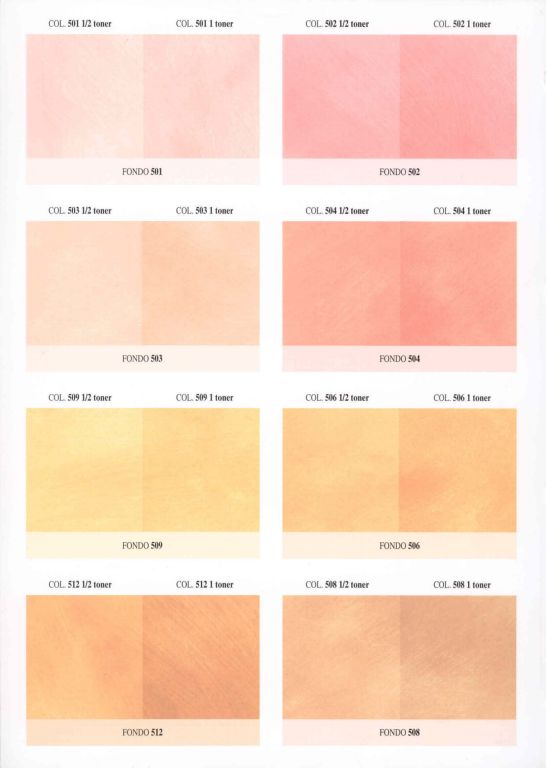 COL. 501 1/2 toner COL. 501 1 toner
FONDO 501
COL. 502 1/2 toner COL. 502 1 toner
FONDO 502
COL. 503 1/2 toner COL. 503 1 toner
FONDO 503
COL. 504 1/2 toner COL. 504 1 toner
FONDO 504
COL. 509 1/2 toner COL. 509 1 toner
FONDO 509
COL. 506 1/2 toner COL. 506 1 toner
FONDO 506
COL. 512 1/2 toner COL. 512 1 toner
FONDO 512
COL. 508 1/2 toner COL. 508 1 toner
FONDO 508